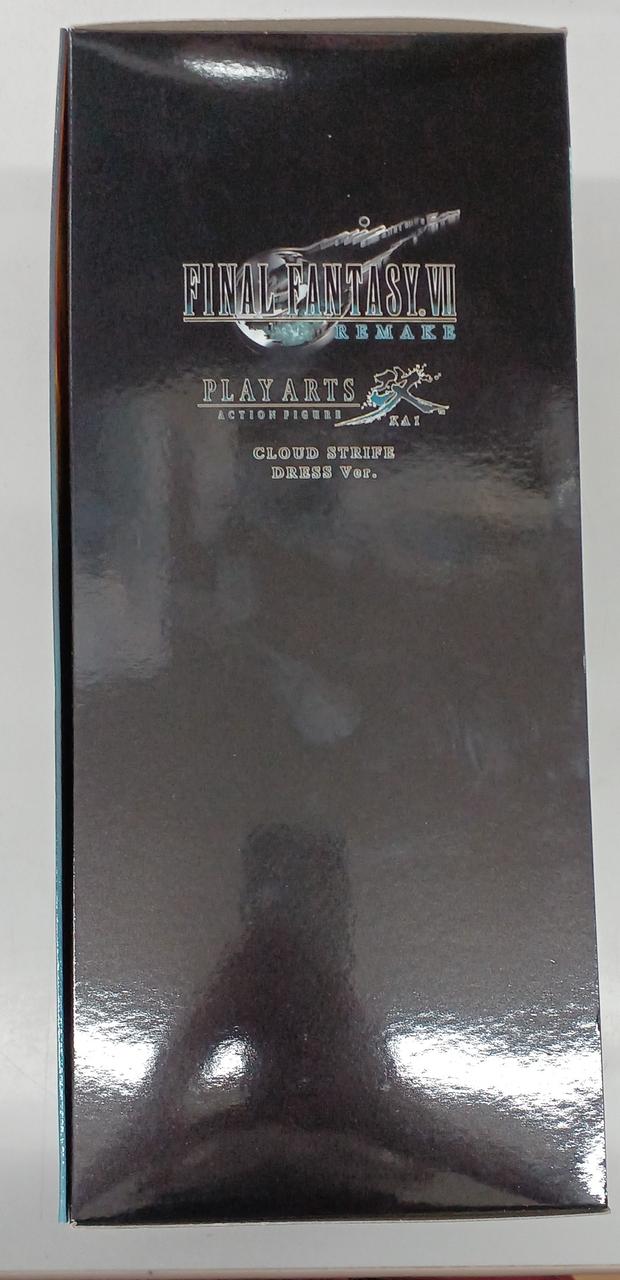 FINAL FANTASY VII
REMAKE
PLAY ARTS 改
ACTION FIGURE KAI
CLOUD STRIFE
DRESS Ver.